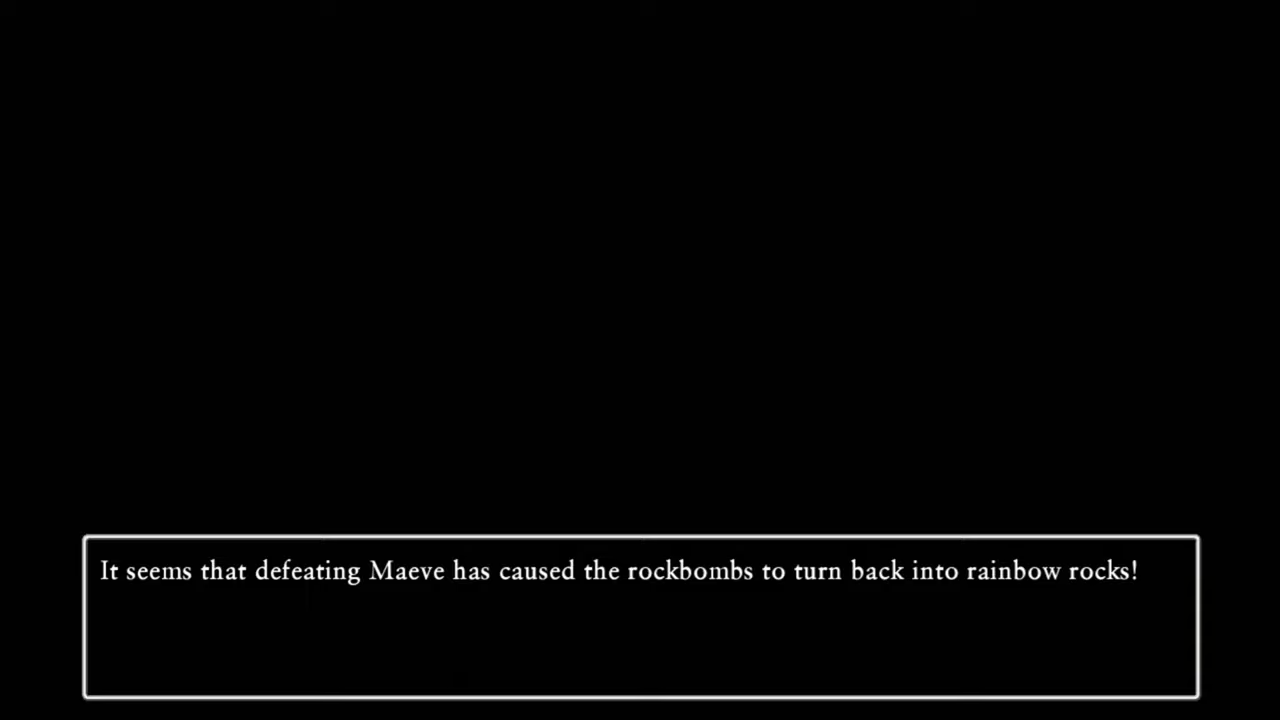 It seems that defeating Maeve has caused the rockbombs to turn back into rainbow rocks!